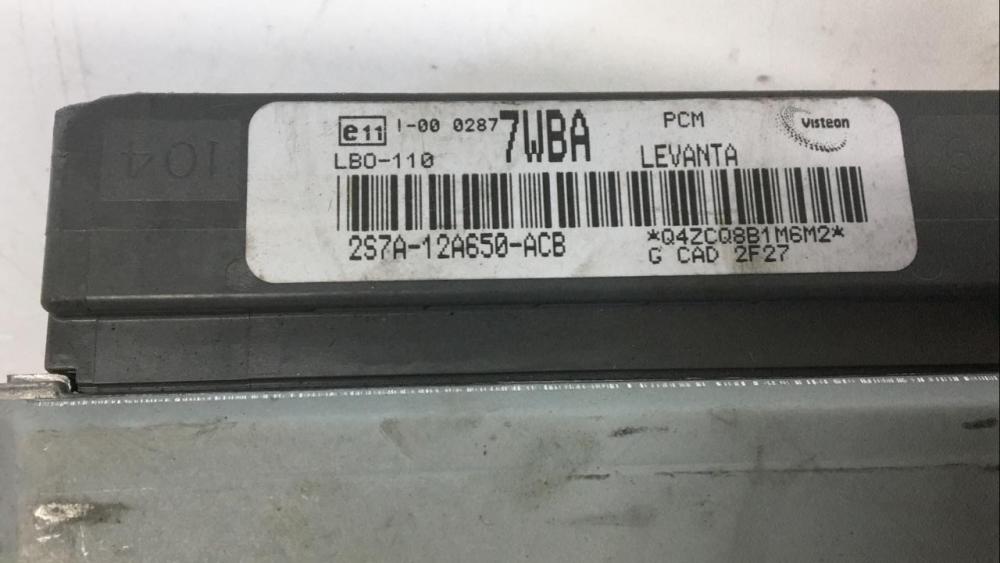 104
e11 I-00 0287 7WBA PCM Visteon
LBO-110 LEVANTA
2S7A-12A650-ACB *Q4ZCQ8B1M6M2*
G CAD 2F27